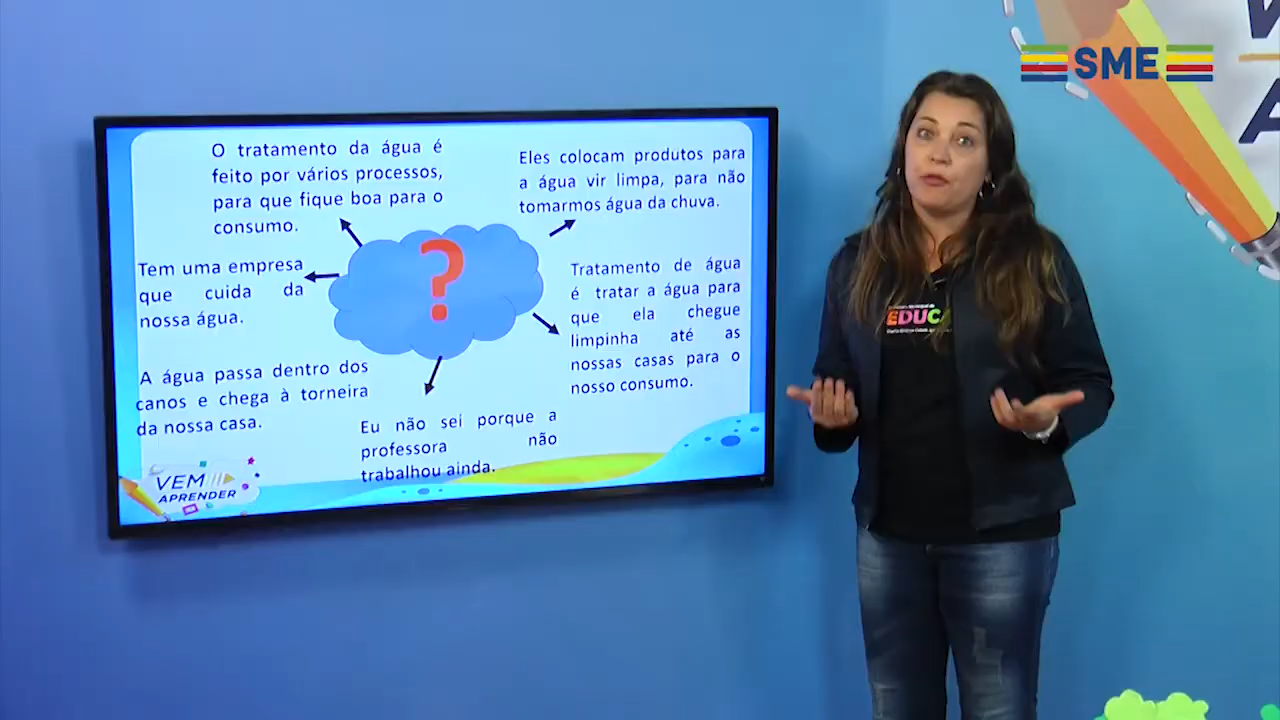 SME
O tratamento da água é
feito por vários processos,
para que fique boa para o
consumo.
Eles colocam produtos para
a água vir limpa, para não
tomarmos água da chuva.
?
Tem uma empresa
que cuida da
nossa água.
Tratamento de água
é tratar a água para
que ela chegue
limpinha até as
nossas casas para o
nosso consumo.
A água passa dentro dos
canos e chega à torneira
da nossa casa.
Eu não sei porque a
professora não
trabalhou ainda.
VEM
APRENDER
EDUCA